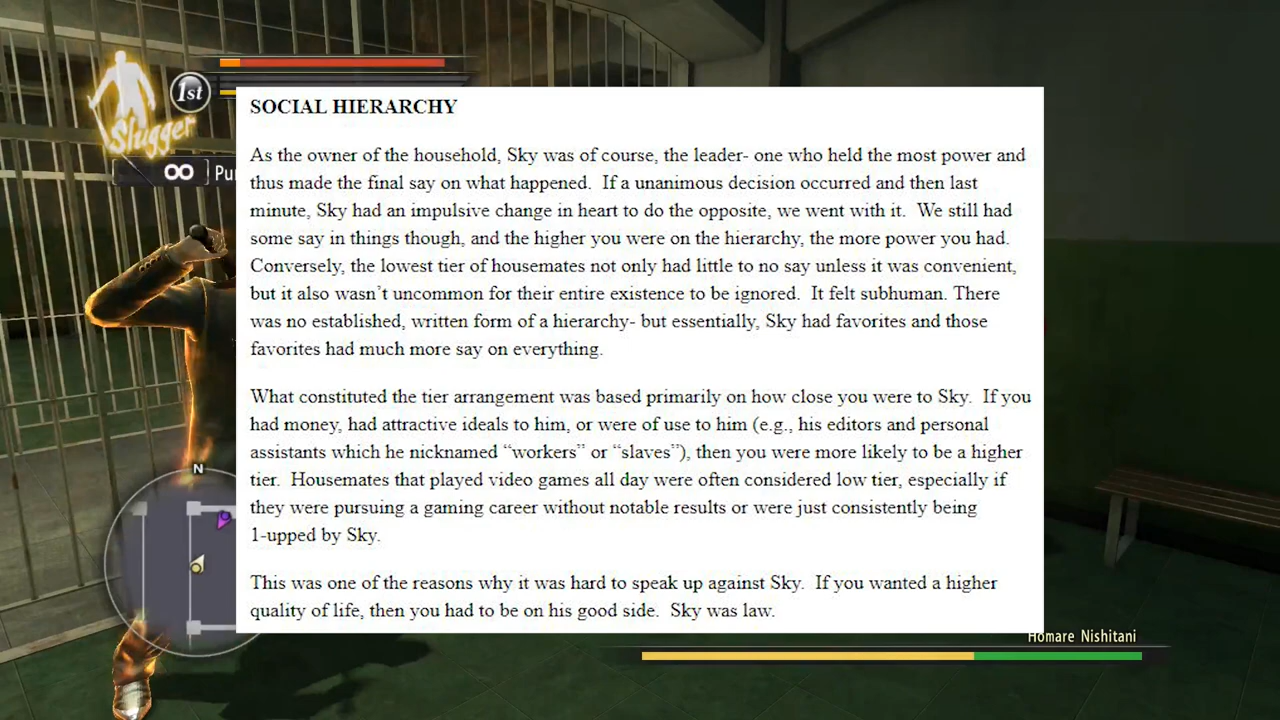 1st
Slugger
∞ Pu
SOCIAL HIERARCHY
As the owner of the household, Sky was of course, the leader- one who held the most power and
thus made the final say on what happened.  If a unanimous decision occurred and then last
minute, Sky had an impulsive change in heart to do the opposite, we went with it.  We still had
some say in things though, and the higher you were on the hierarchy, the more power you had.
Conversely, the lowest tier of housemates not only had little to no say unless it was convenient,
but it also wasn’t uncommon for their entire existence to be ignored.  It felt subhuman. There
was no established, written form of a hierarchy- but essentially, Sky had favorites and those
favorites had much more say on everything.
What constituted the tier arrangement was based primarily on how close you were to Sky.  If you
had money, had attractive ideals to him, or were of use to him (e.g., his editors and personal
assistants which he nicknamed “workers” or “slaves”), then you were more likely to be a higher
tier.  Housemates that played video games all day were often considered low tier, especially if
they were pursuing a gaming career without notable results or were just consistently being
1-upped by Sky.
This was one of the reasons why it was hard to speak up against Sky.  If you wanted a higher
quality of life, then you had to be on his good side.  Sky was law.
N
Homare Nishitani